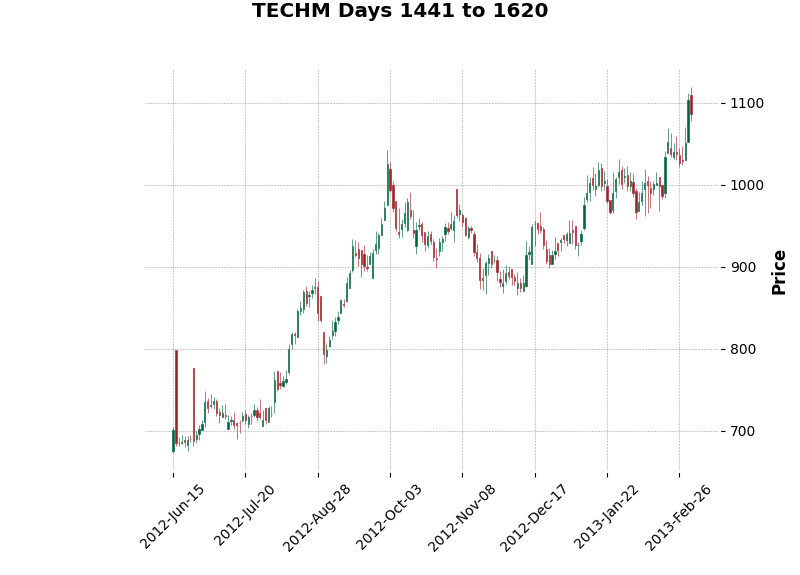 TECHM Days 1441 to 1620
1100
1000
900
800
700
Price
2012-Jun-15
2012-Jul-20
2012-Aug-28
2012-Oct-03
2012-Nov-08
2012-Dec-17
2013-Jan-22
2013-Feb-26